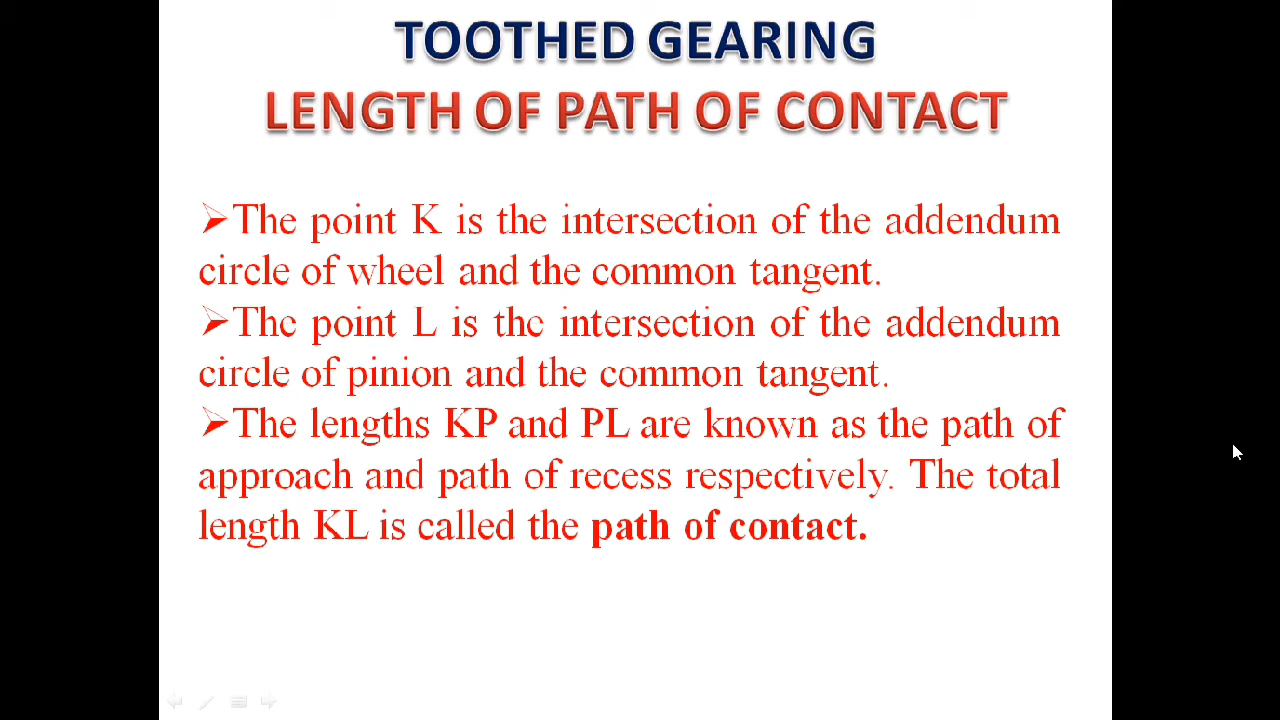 TOOTHED GEARING
LENGTH OF PATH OF CONTACT
➢The point K is the intersection of the addendum
circle of wheel and the common tangent.
➢The point L is the intersection of the addendum
circle of pinion and the common tangent.
➢The lengths KP and PL are known as the path of
approach and path of recess respectively. The total
length KL is called the path of contact.